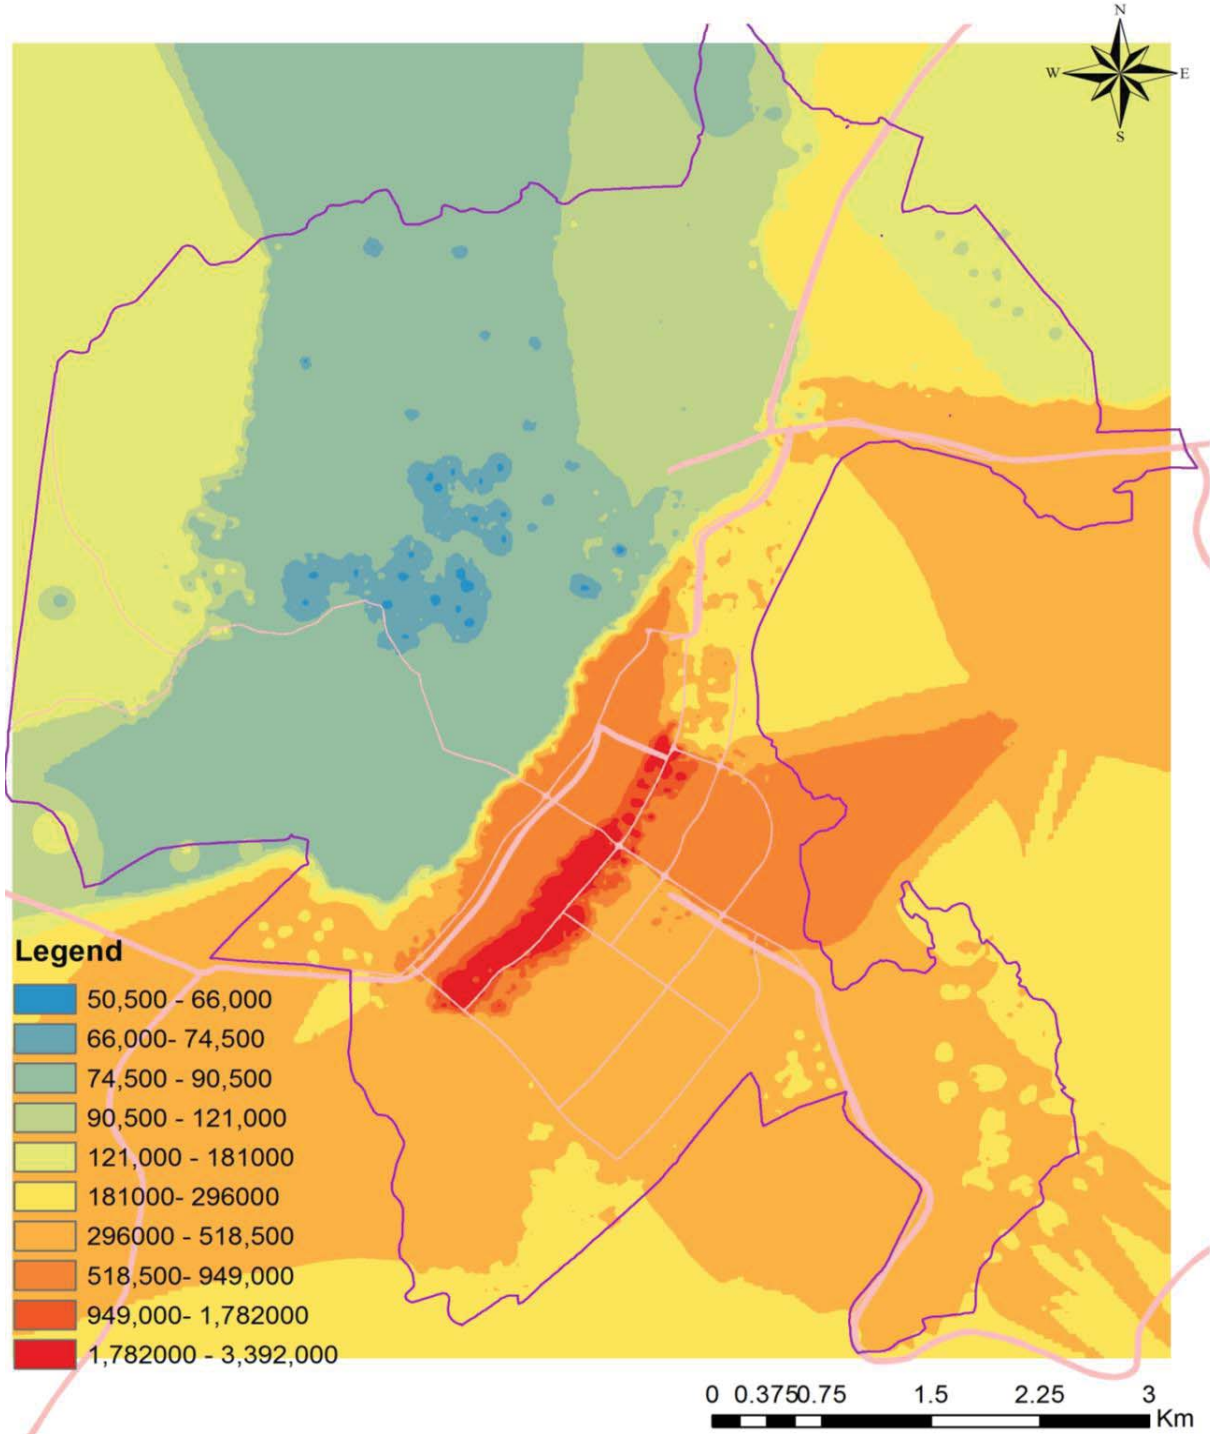 N
W E
S
Legend
50,500 - 66,000
66,000- 74,500
74,500 - 90,500
90,500 - 121,000
121,000 - 181000
181000- 296000
296000 - 518,500
518,500- 949,000
949,000- 1,782000
1,782000 - 3,392,000
0 0.3750.75 1.5 2.25 3
Km